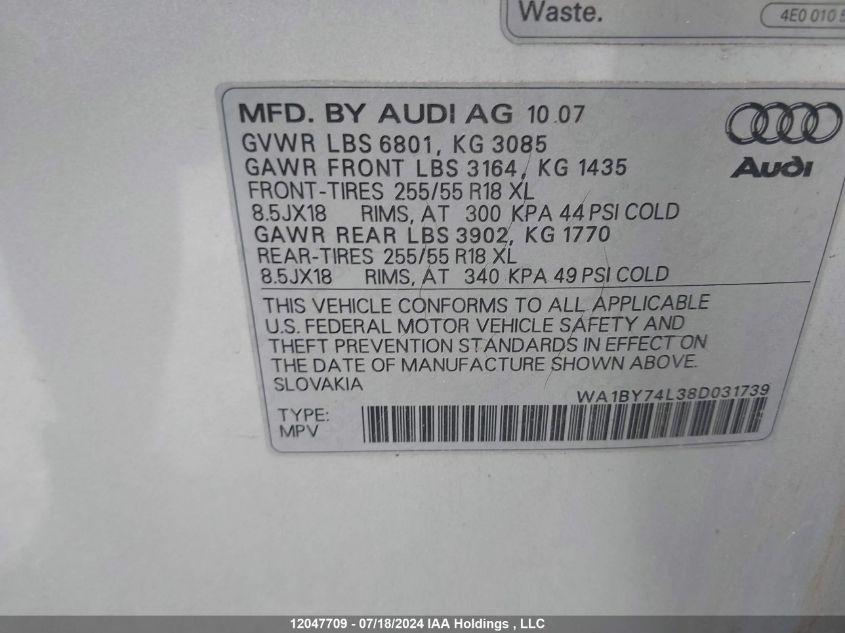 Waste.
4E0 010 5
MFD. BY AUDI AG 10.07
GVWR LBS 6801, KG 3085
GAWR FRONT LBS 3164, KG 1435
FRONT-TIRES 255/55 R18 XL
8.5JX18 RIMS, AT 300 KPA 44 PSI COLD
GAWR REAR LBS 3902, KG 1770
REAR-TIRES 255/55 R18 XL
8.5JX18 RIMS, AT 340 KPA 49 PSI COLD
Audi
THIS VEHICLE CONFORMS TO ALL APPLICABLE
U.S. FEDERAL MOTOR VEHICLE SAFETY AND
THEFT PREVENTION STANDARDS IN EFFECT ON
THE DATE OF MANUFACTURE SHOWN ABOVE.
SLOVAKIA
WA1BY74L38D031739
TYPE:
MPV
12047709 - 07/18/2024 IAA Holdings , LLC